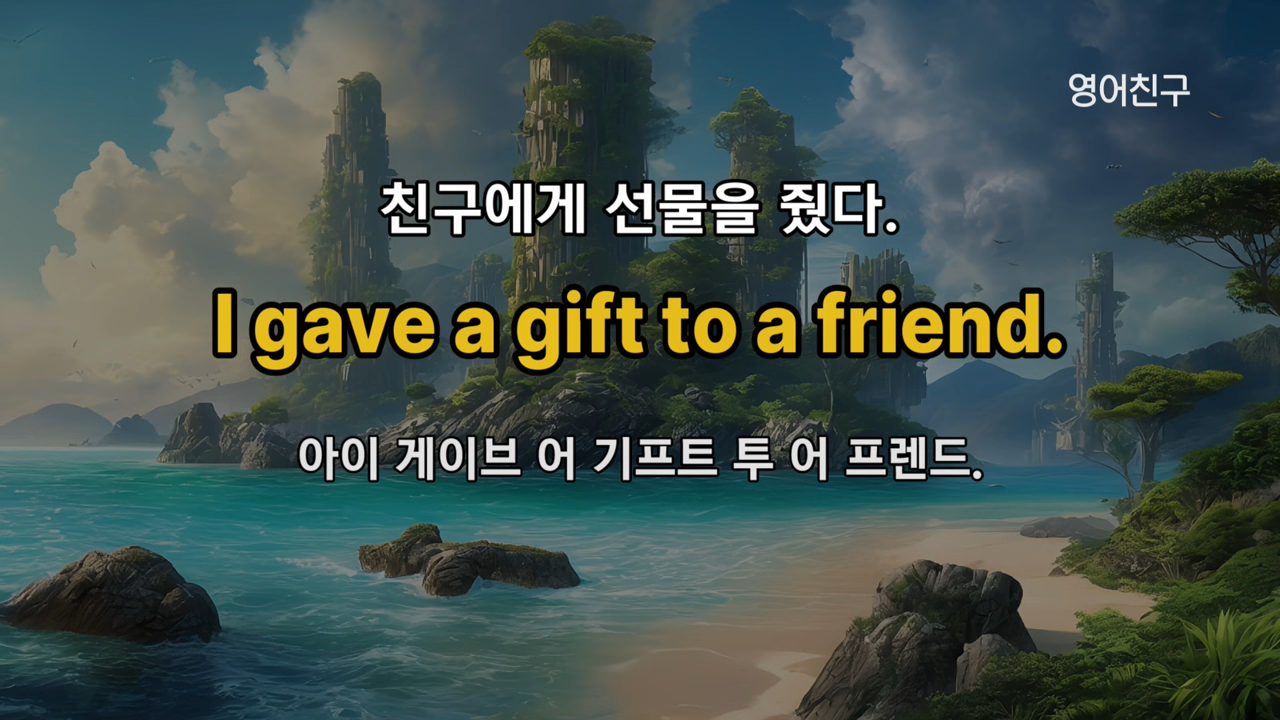 영어친구
친구에게 선물을 줬다.
I gave a gift to a friend.
아이 게이브 어 기프트 투 어 프렌드.